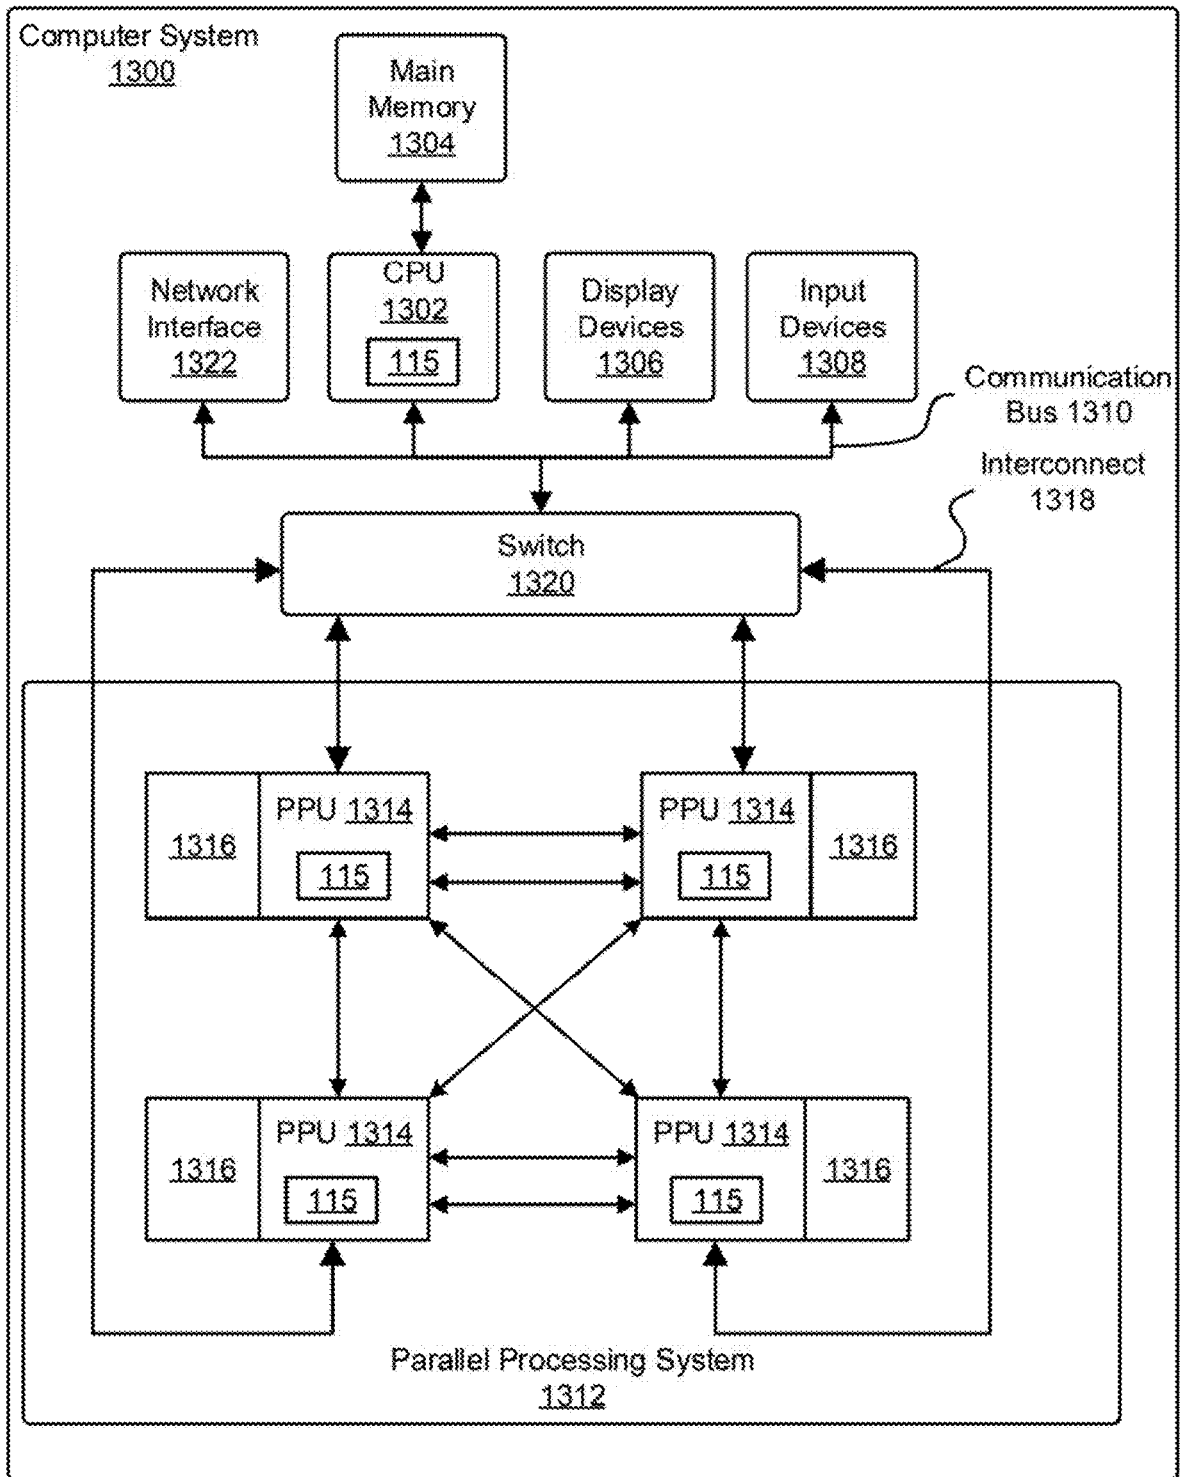 Computer System
1300
Main
Memory
1304
Network
Interface
1322
CPU
1302
115
Display
Devices
1306
Input
Devices
1308
Communication
Bus 1310
Interconnect
1318
Switch
1320
1316
PPU 1314
115
PPU 1314
115
1316
1316
PPU 1314
115
PPU 1314
115
1316
Parallel Processing System
1312